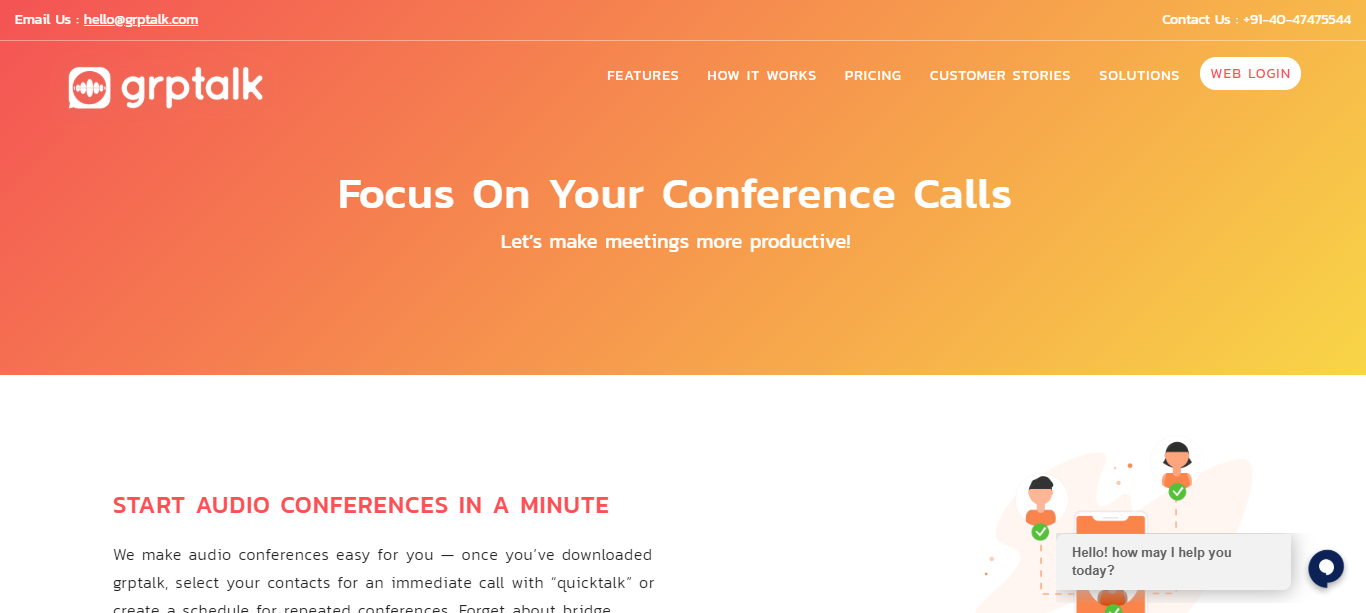 Email Us : hello@grptalk.com
Contact Us : +91-40-47475544
grptalk
FEATURES
HOW IT WORKS
PRICING
CUSTOMER STORIES
SOLUTIONS
WEB LOGIN
Focus On Your Conference Calls
Let's make meetings more productive!
START AUDIO CONFERENCES IN A MINUTE
We make audio conferences easy for you — once you've downloaded
grptalk, select your contacts for an immediate call with “quicktalk” or
create a schedule for repeated conferences. Forget about bridge
Hello! how may I help you
today?